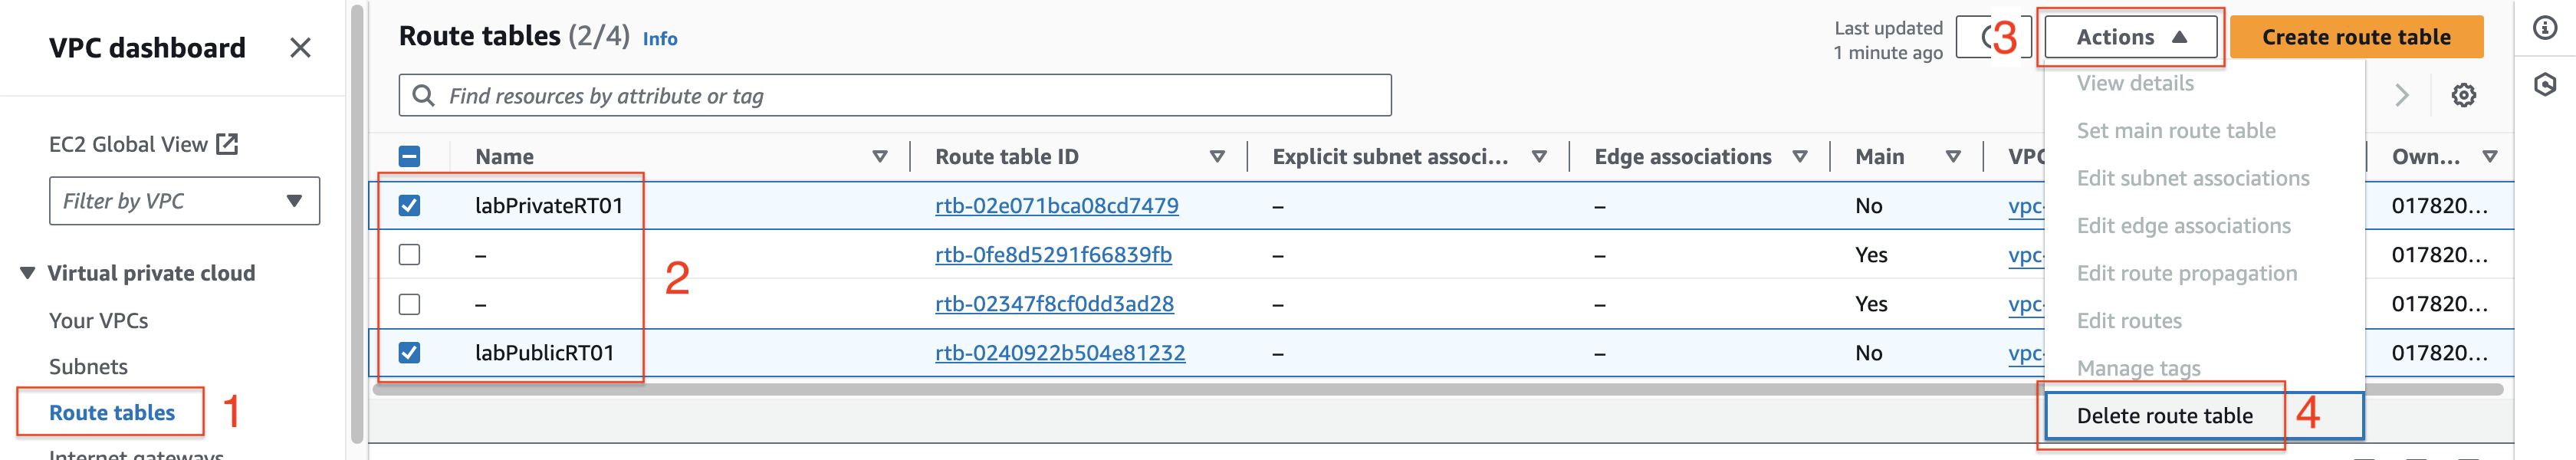 VPC dashboard
EC2 Global View
Filter by VPC
Virtual private cloud
Your VPCs
Subnets
Route tables 1
Internet gateways
Route tables (2/4) Info
Last updated
1 minute ago
3
Actions
Create route table
Find resources by attribute or tag
Name Route table ID Explicit subnet associ... Edge associations Main VPC Own...
labPrivateRT01 rtb-02e071bca08cd7479 – – No vpc- 017820...
– rtb-0fe8d5291f66839fb – – Yes vpc- 017820...
2
– rtb-02347f8cf0dd3ad28 – – Yes vpc- 017820...
labPublicRT01 rtb-0240922b504e81232 – – No vpc- 017820...
View details
Set main route table
Edit subnet associations
Edit edge associations
Edit route propagation
Edit routes
Manage tags
Delete route table 4